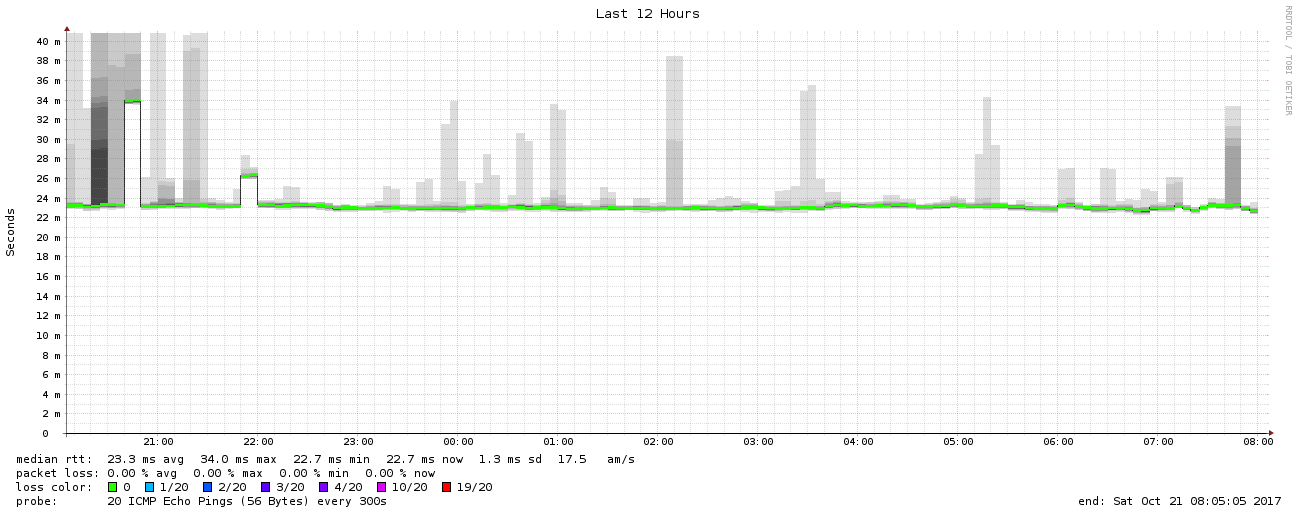 Last 12 Hours
RRDTOOL / TOBI OETIKER
Seconds
40 m
38 m
36 m
34 m
32 m
30 m
28 m
26 m
24 m
22 m
20 m
18 m
16 m
14 m
12 m
10 m
8 m
6 m
4 m
2 m
0
21:00 22:00 23:00 00:00 01:00 02:00 03:00 04:00 05:00 06:00 07:00 08:00
median rtt: 23.3 ms avg 34.0 ms max 22.7 ms min 22.7 ms now 1.3 ms sd 17.5 am/s
packet loss: 0.00 % avg 0.00 % max 0.00 % min 0.00 % now
loss color: 0 1/20 2/20 3/20 4/20 10/20 19/20
probe: 20 ICMP Echo Pings (56 Bytes) every 300s end: Sat Oct 21 08:05:05 2017